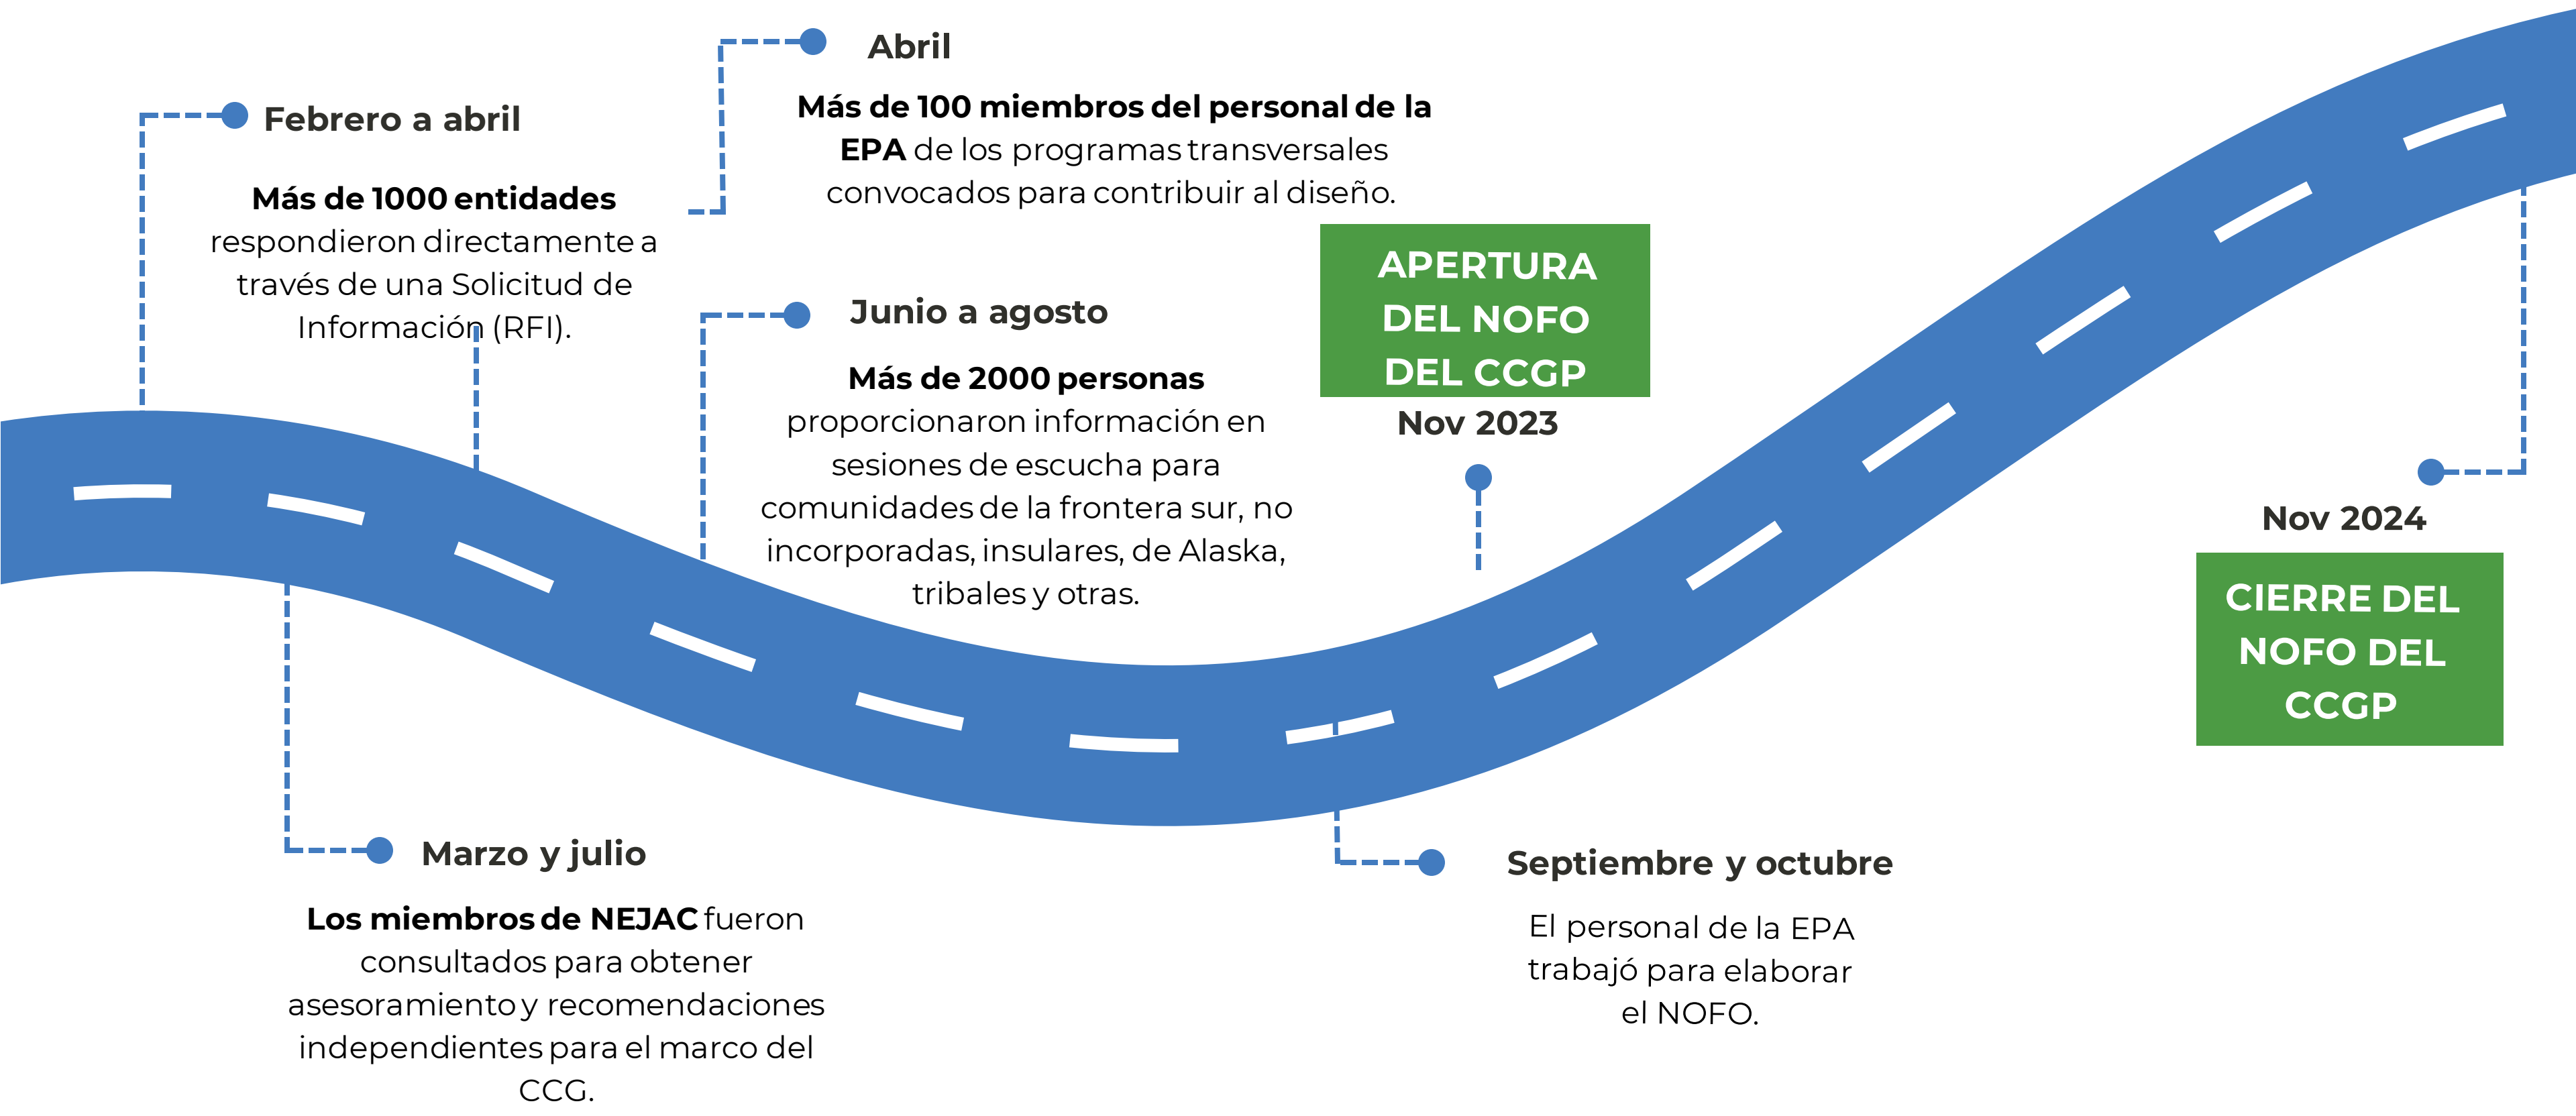 Febrero a abril
Más de 1000 entidades
respondieron directamente a
través de una Solicitud de
Información (RFI).
Marzo y julio
Los miembros de NEJAC fueron
consultados para obtener
asesoramiento y recomendaciones
independientes para el marco del
CCG.
Abril
Más de 100 miembros del personal de la
EPA de los programas transversales
convocados para contribuir al diseño.
Junio a agosto
Más de 2000 personas
proporcionaron información en
sesiones de escucha para
comunidades de la frontera sur, no
incorporadas, insulares, de Alaska,
tribales y otras.
Septiembre y octubre
El personal de la EPA
trabajó para elaborar
el NOFO.
APERTURA
DEL NOFO
DEL CCGP
Nov 2023
Nov 2024
CIERRE DEL
NOFO DEL
CCGP